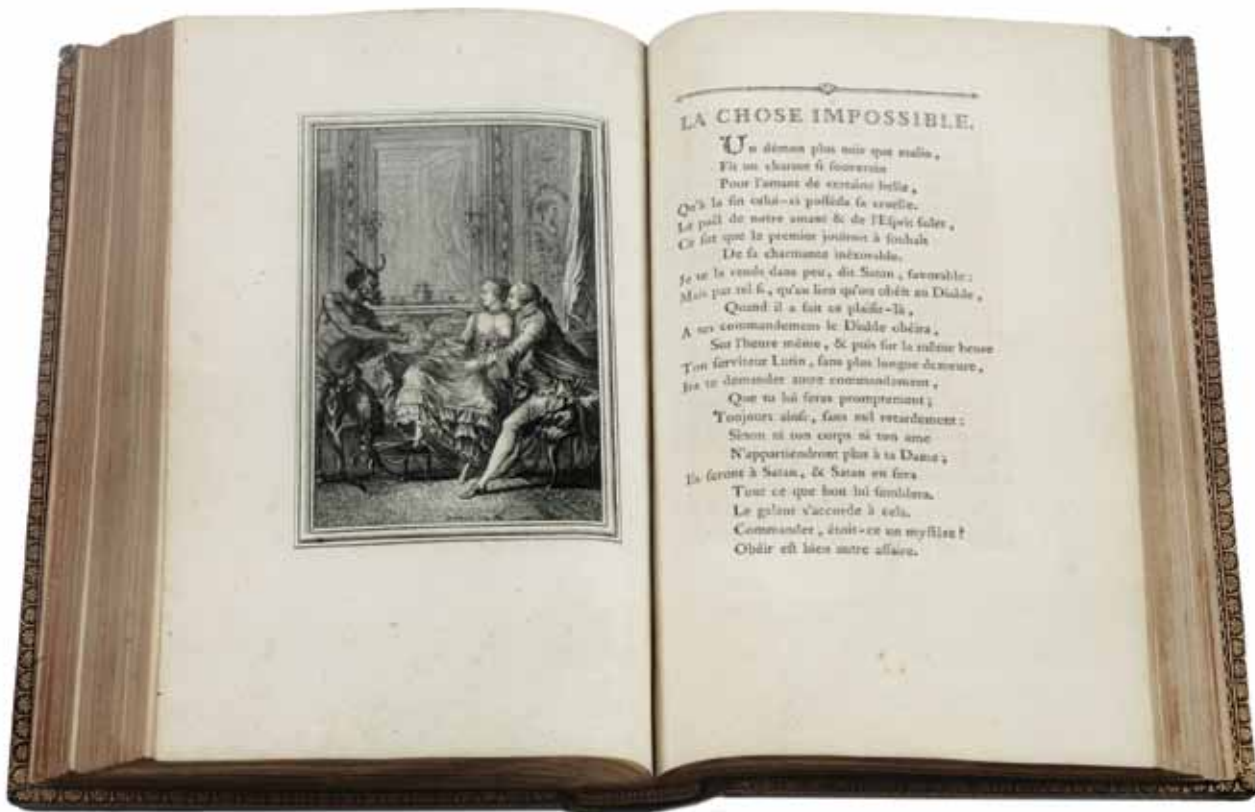 LA CHOSE IMPOSSIBLE.
Un démon plus noir que malin,
Fit un charme si souverain
Pour l'amant de certaine belle,
Qu'à la fin celui-ci posséda sa cruelle.
Le pact de notre amant & de l'Esprit folet,
Ce fut que le premier jouiroit à souhait
De sa charmante inéxorable.
Je te la rends dans peu, dit Satan, favorable:
Mais par tel si, qu'au lieu qu'on obéit au Diable,
Quand il a fait ce plaisir-là,
A tes commandemens le Diable obéira,
Sur l'heure même, & puis sur la même heure
Ton serviteur Lutin, sans plus longue demeure,
Ira te demander autre commandement,
Que tu lui feras promptement;
Toujours ainsi, sans nul retardement:
Sinon ni ton corps ni ton ame
N'appartiendront plus à ta Dame;
Ils seront à Satan, & Satan en fera
Tout ce que bon lui semblera.
Le galant s'accorde à cela.
Commander, étoit-ce un mystère?
Obéir est bien autre affaire.